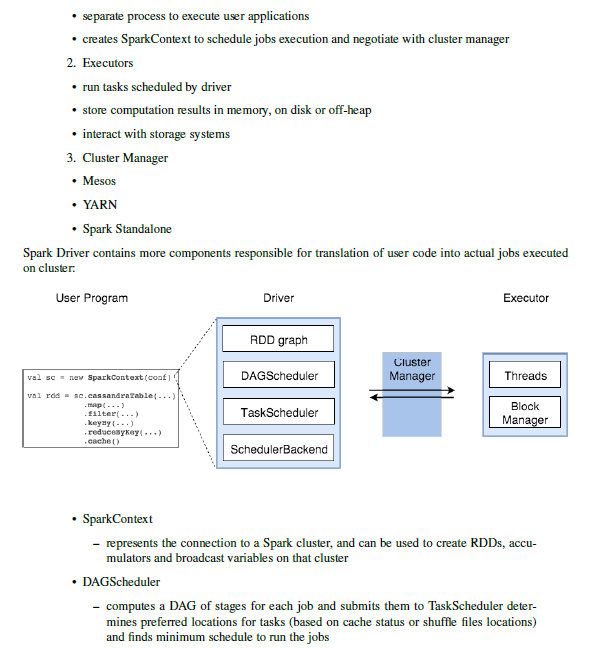 • separate process to execute user applications
• creates SparkContext to schedule jobs execution and negotiate with cluster manager
2. Executors
• run tasks scheduled by driver
• store computation results in memory, on disk or off-heap
• interact with storage systems
3. Cluster Manager
• Mesos
• YARN
• Spark Standalone
Spark Driver contains more components responsible for translation of user code into actual jobs executed
on cluster:
User Program
Driver
Executor
val sc = new SparkContext(conf)
val rdd = sc.cassandraTable(...)
.map(...)
.filter(...)
.keyBy(...)
.reduceByKey(...)
.cache()
RDD graph
DAGScheduler
TaskScheduler
SchedulerBackend
Cluster
Manager
Threads
Block
Manager
• SparkContext
– represents the connection to a Spark cluster, and can be used to create RDDs, accu-
mulators and broadcast variables on that cluster
• DAGScheduler
– computes a DAG of stages for each job and submits them to TaskScheduler deter-
mines preferred locations for tasks (based on cache status or shuffle files locations)
and finds minimum schedule to run the jobs